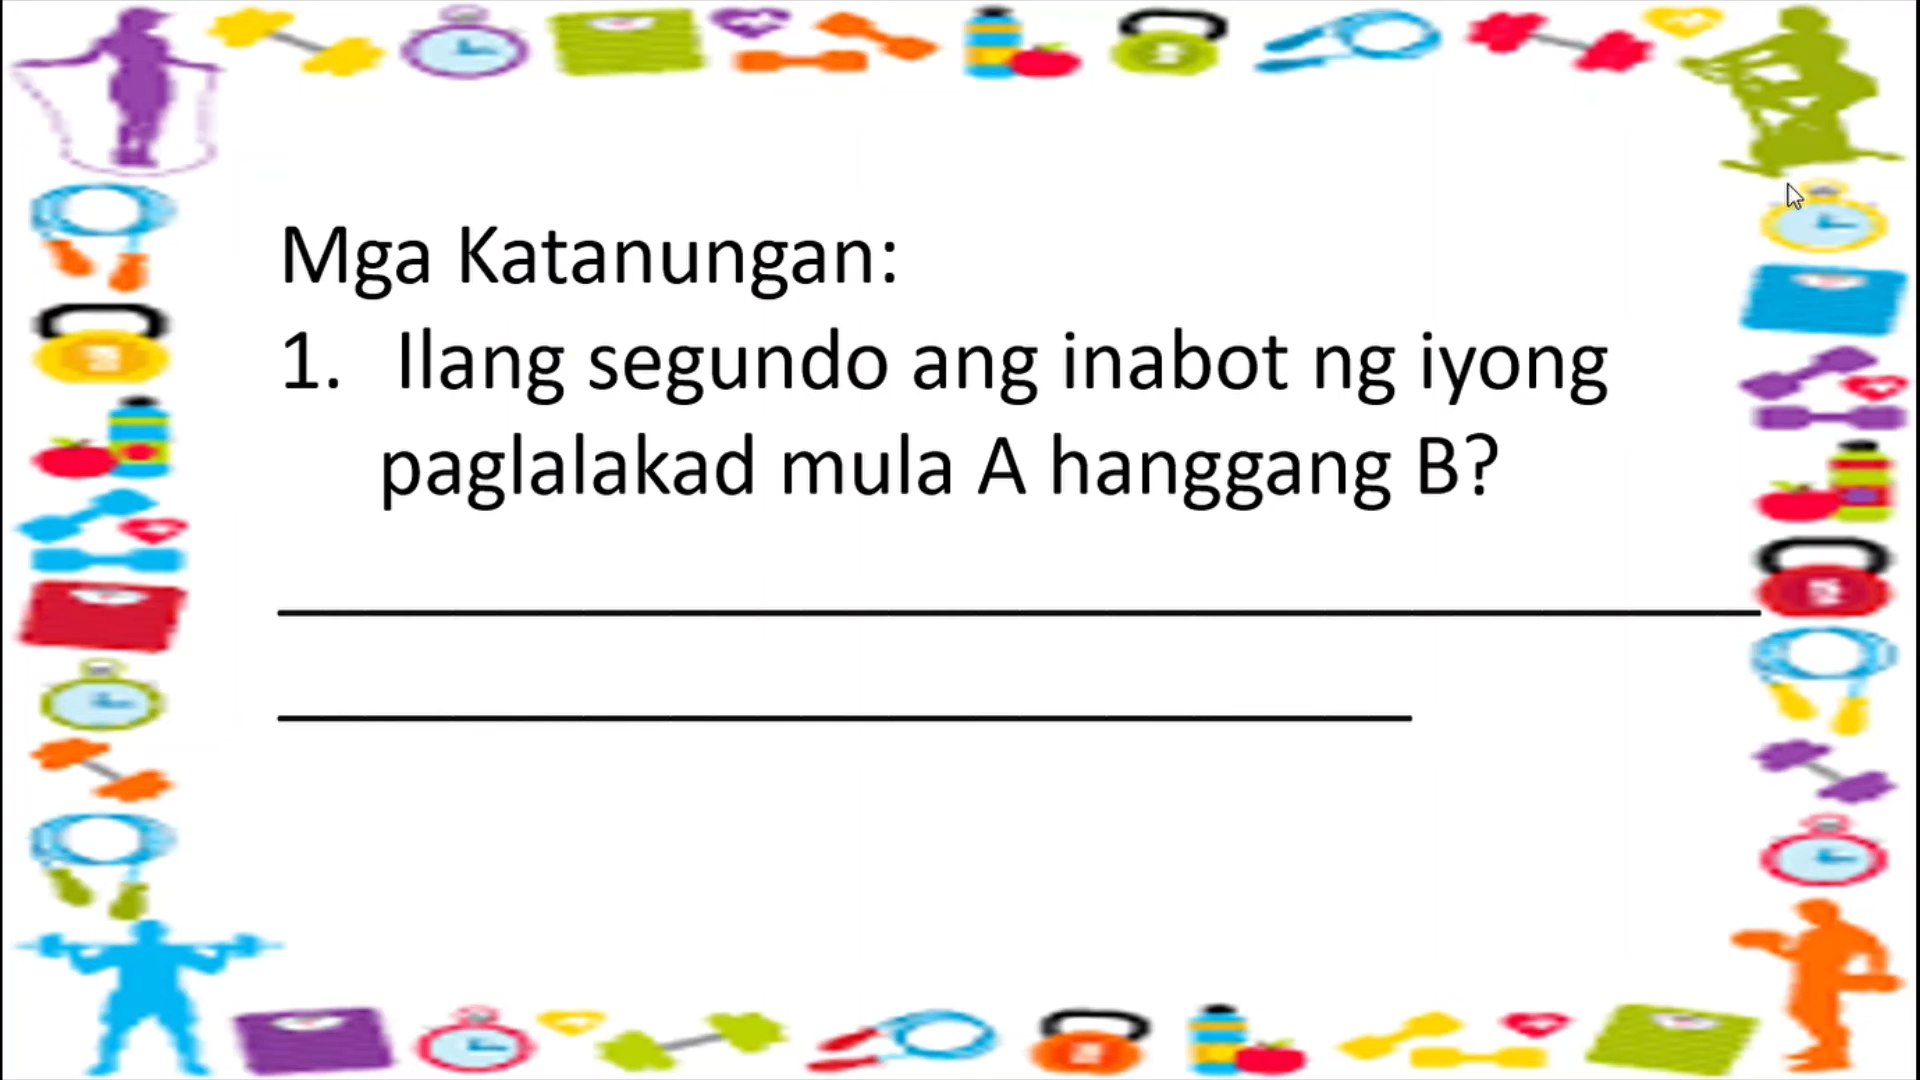 Mga Katanungan:
1. Ilang segundo ang inabot ng iyong
paglalakad mula A hanggang B?